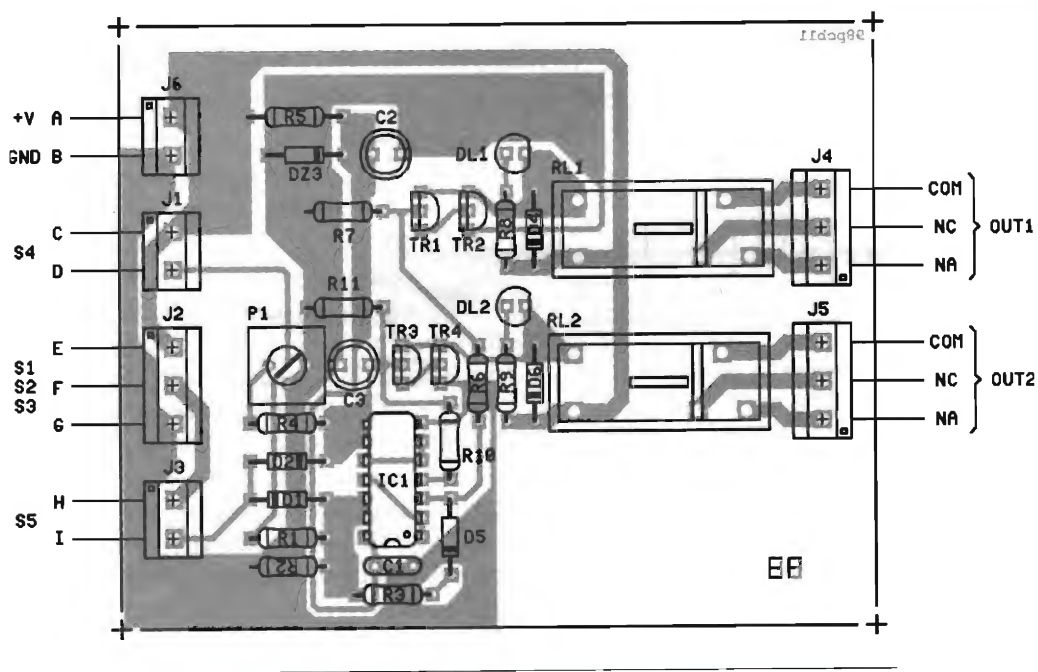 98pcb11
J6
+V A
GND B
R5
C2
DZ3
DL1
RL1
J4
COM
NC
NA
OUT1
J1
C
S4
D
R7
TR1
TR2
R8
D4
R11
DL2
RL2
J5
COM
NC
NA
OUT2
J2
P1
TR3
TR4
E
S1
S2 F
S3
G
C3
R6
R9
D6
R4
R10
D2
IC1
J3
H
S5
I
D1
R1
D5
R2
C1
R3